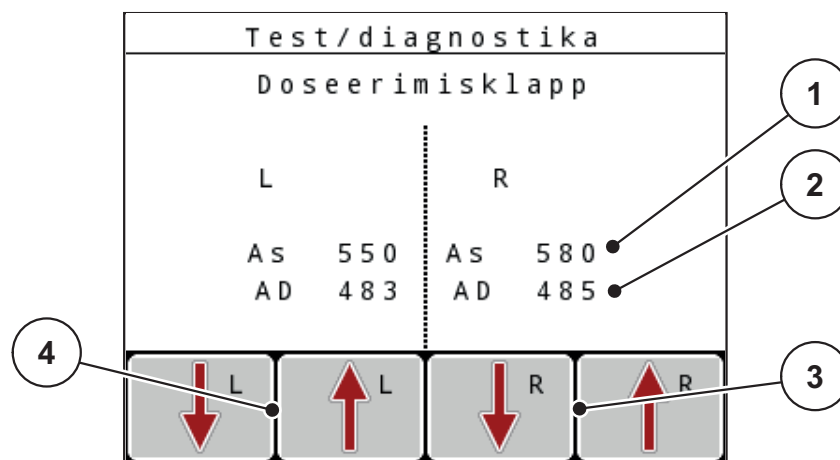 Test/diagnostika
Doseerimisklapp
1
2
L R
As 550 As 580
AD 483 AD 485
4
3
L L R R